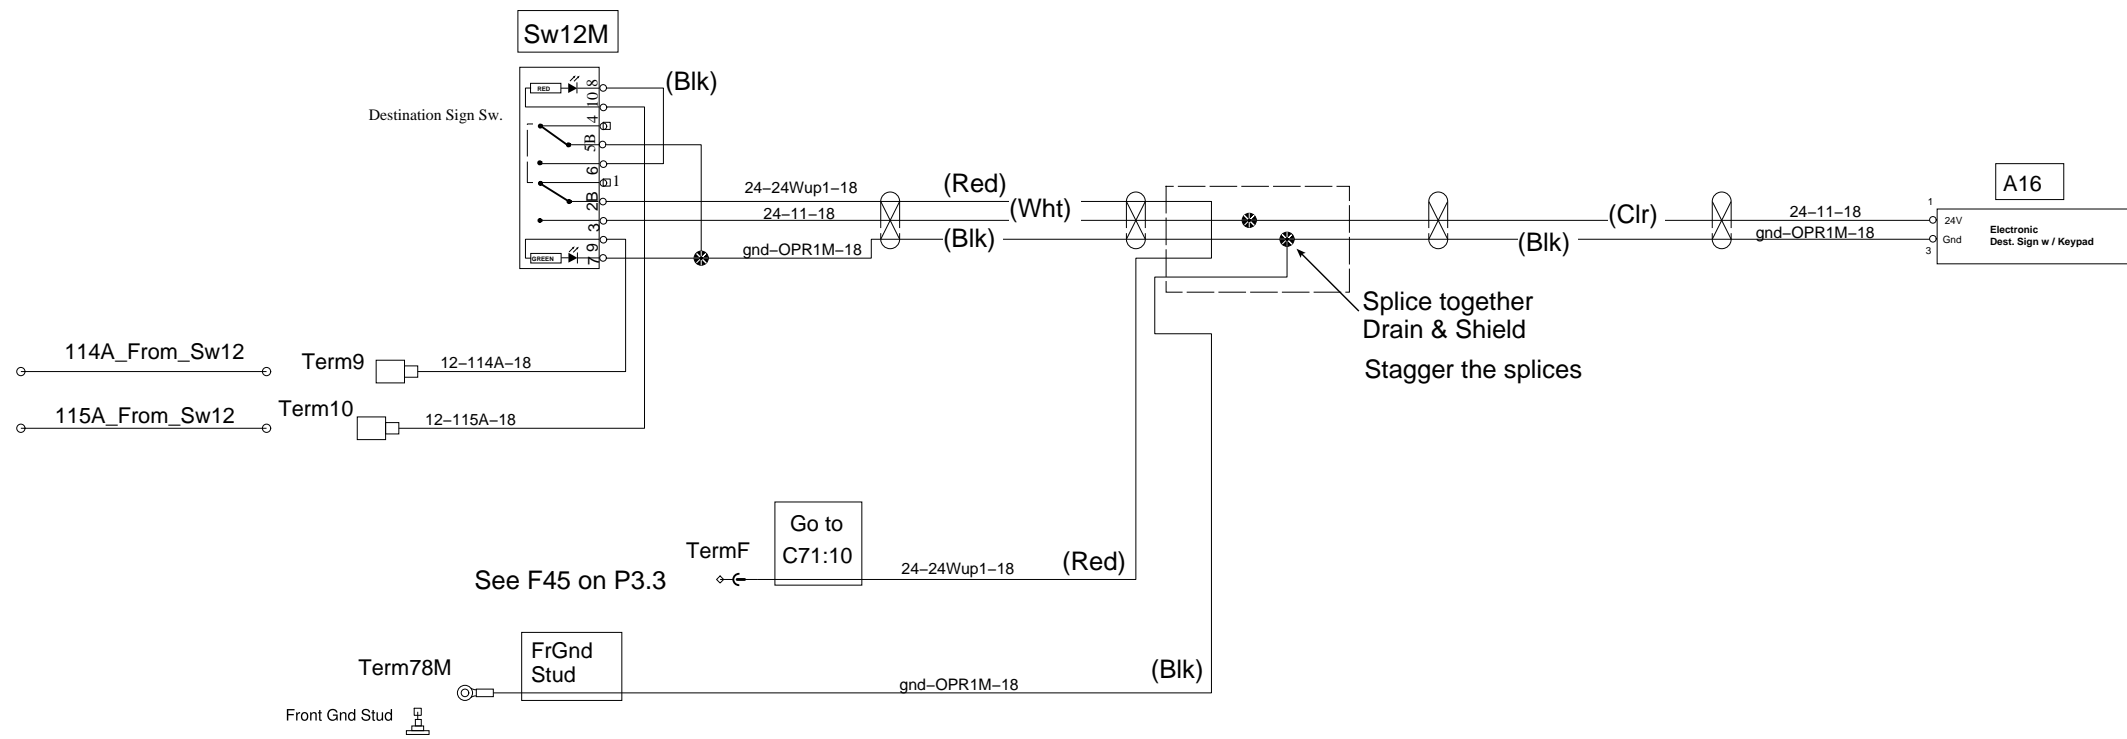 Sw12M
Destination Sign Sw.
RED
8
10
4
5B
6
1
2B
3
9
7
GREEN
(Blk)
24–24Wup1–18
(Red)
24–11–18
(Wht)
gnd–OPR1M–18
(Blk)
(Clr)
(Blk)
24–11–18
gnd–OPR1M–18
A16
1
24V
Gnd
3
Electronic
Dest. Sign w / Keypad
Splice together
Drain & Shield
Stagger the splices
114A_From_Sw12
Term9
12–114A–18
115A_From_Sw12
Term10
12–115A–18
See F45 on P3.3
TermF
Go to
C71:10
24–24Wup1–18
(Red)
Term78M
FrGnd
Stud
gnd–OPR1M–18
(Blk)
Front Gnd Stud